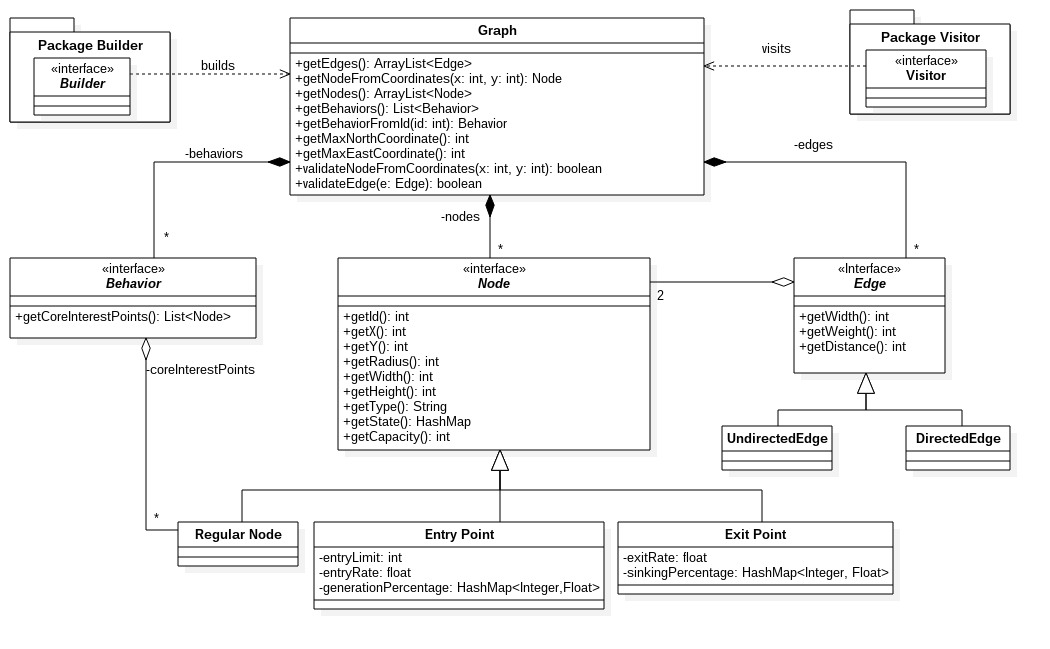 Package Builder
«interface»
Builder
builds
Graph
+getEdges(): ArrayList<Edge>
+getNodeFromCoordinates(x: int, y: int): Node
+getNodes(): ArrayList<Node>
+getBehaviors(): List<Behavior>
+getBehaviorFromId(id: int): Behavior
+getMaxNorthCoordinate(): int
+getMaxEastCoordinate(): int
+validateNodeFromCoordinates(x: int, y: int): boolean
+validateEdge(e: Edge): boolean
visits
Package Visitor
«interface»
Visitor
-behaviors
*
-nodes
*
-edges
*
«interface»
Behavior
+getCoreInterestPoints(): List<Node>
-coreInterestPoints
*
«interface»
Node
+getId(): int
+getX(): int
+getY(): int
+getRadius(): int
+getWidth(): int
+getHeight(): int
+getType(): String
+getState(): HashMap
+getCapacity(): int
2
«Interface»
Edge
+getWidth(): int
+getWeight(): int
+getDistance(): int
UndirectedEdge
DirectedEdge
Regular Node
Entry Point
-entryLimit: int
-entryRate: float
-generationPercentage: HashMap<Integer,Float>
Exit Point
-exitRate: float
-sinkingPercentage: HashMap<Integer, Float>